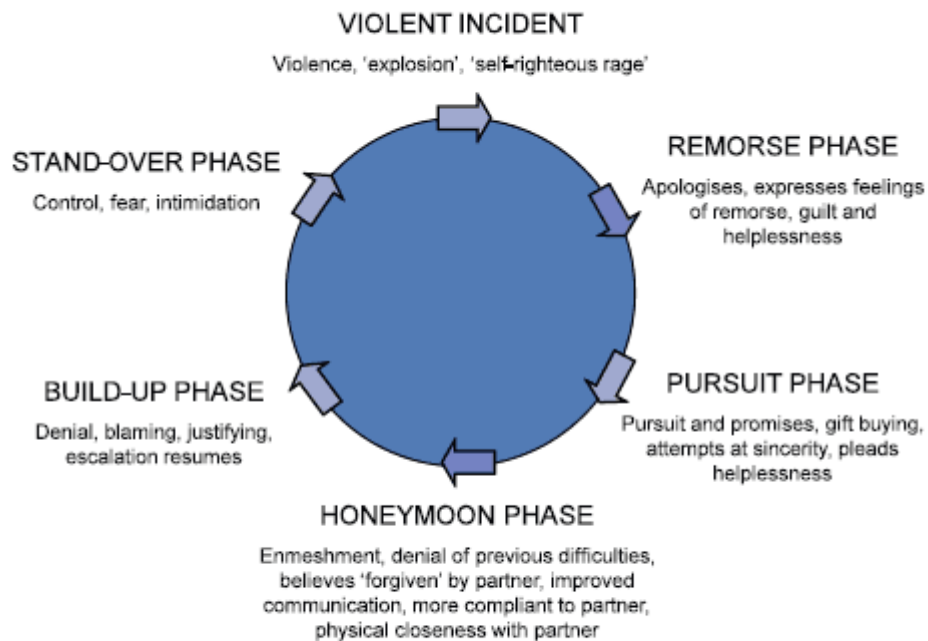 VIOLENT INCIDENT
Violence, 'explosion', 'self-righteous rage'
REMORSE PHASE
Apologises, expresses feelings
of remorse, guilt and
helplessness
PURSUIT PHASE
Pursuit and promises, gift buying,
attempts at sincerity, pleads
helplessness
HONEYMOON PHASE
Enmeshment, denial of previous difficulties,
believes 'forgiven' by partner, improved
communication, more compliant to partner,
physical closeness with partner
BUILD-UP PHASE
Denial, blaming, justifying,
escalation resumes
STAND-OVER PHASE
Control, fear, intimidation